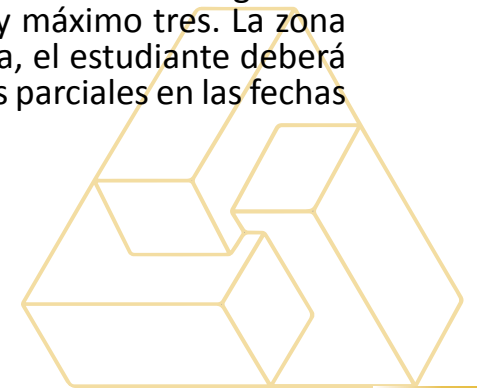 y máximo tres. La zona
a, el estudiante deberá
s parciales en las fechas